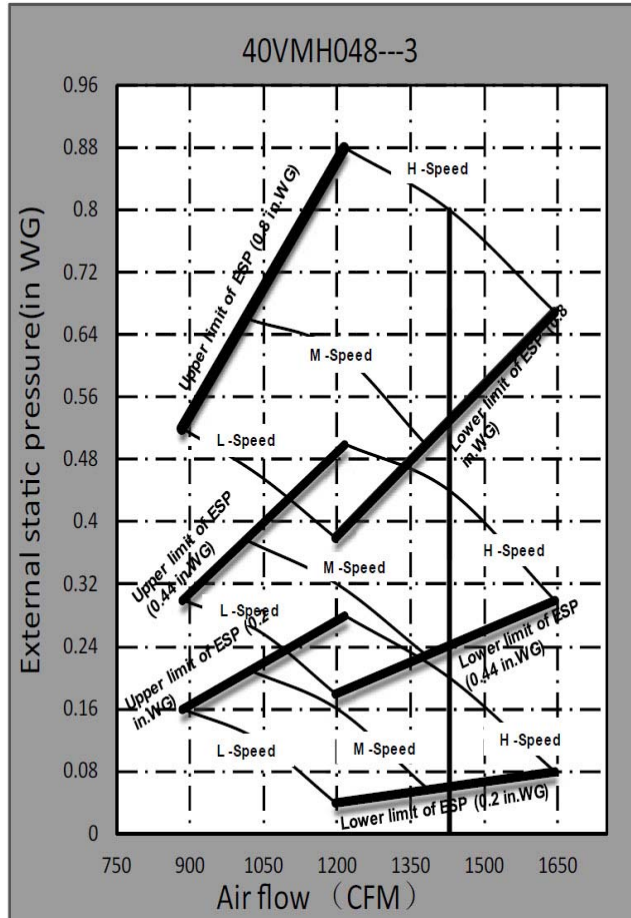 40VMH048---3
External static pressure(in WG)
0.96
0.88
0.8
0.72
0.64
0.56
0.48
0.4
0.32
0.24
0.16
0.08
0
H -Speed
Upper limit of ESP (0.8 in.WG)
M -Speed
Lower limit of ESP (0.8
in.WG)
L -Speed
Upper limit of ESP
(0.44 in.WG)
M -Speed
H -Speed
L -Speed
Upper limit of ESP (0.2
in.WG)
Lower limit of ESP
(0.44 in.WG)
L -Speed
M -Speed
H -Speed
Lower limit of ESP (0.2 in.WG)
750 900 1050 1200 1350 1500 1650
Air flow （CFM）